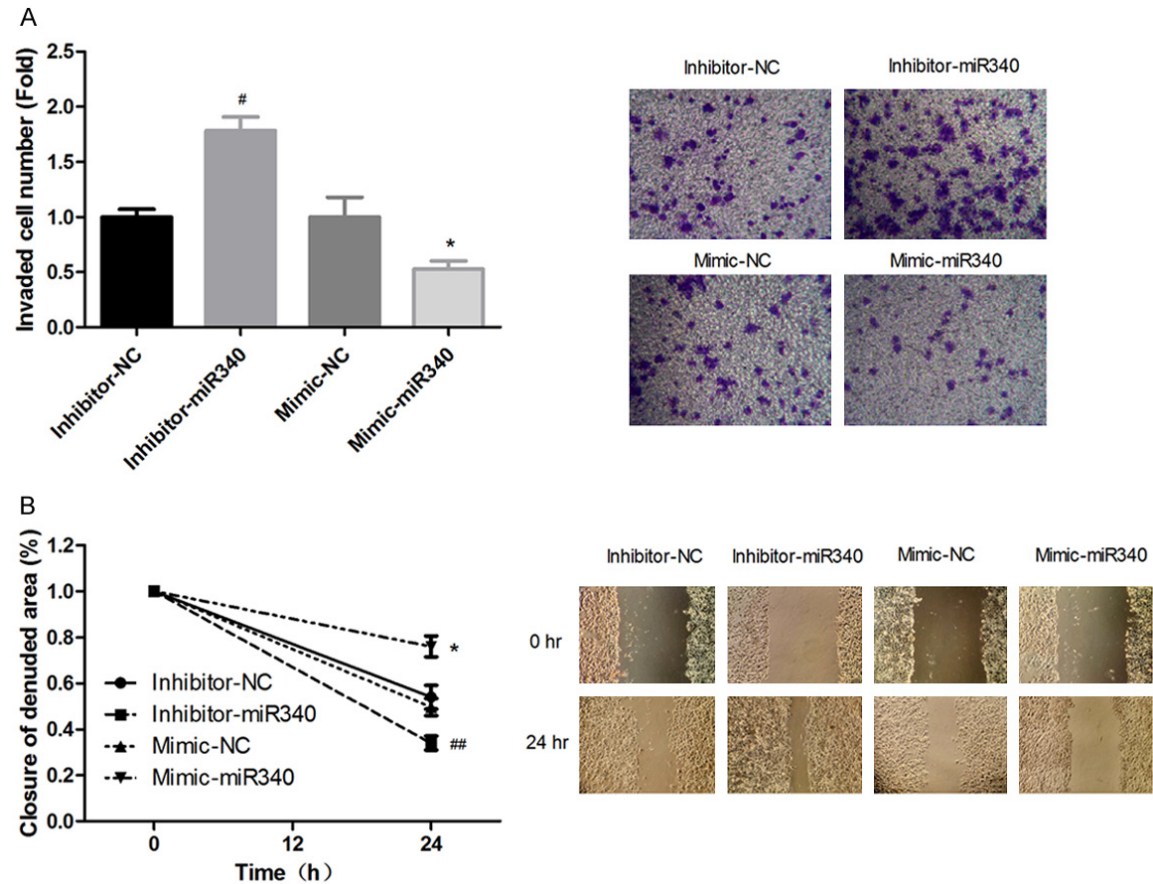 A
Invaded cell number (Fold)
2.5
2.0
1.5
1.0
0.5
0.0
#
*
Inhibitor-NC
Inhibitor-miR340
Mimic-NC
Mimic-miR340
Inhibitor-NC
Inhibitor-miR340
Mimic-NC
Mimic-miR340
B
Closure of denuded area (%)
1.2
1.0
0.8
0.6
0.4
0.2
0.0
*
##
Inhibitor-NC
Inhibitor-miR340
Mimic-NC
Mimic-miR340
0
12
24
Time（h）
Inhibitor-NC
Inhibitor-miR340
Mimic-NC
Mimic-miR340
0 hr
24 hr